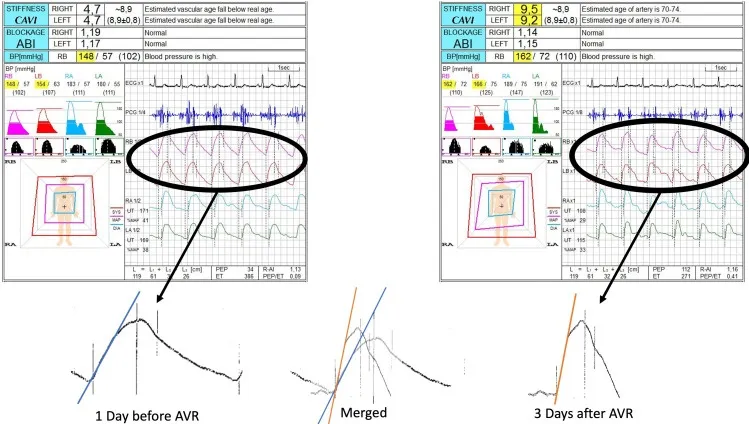 STIFFNESS RIGHT 4,7 ~8,9 Estimated vascular age fall below real age.
CAVI LEFT 4,7 (8,9±0,8) Estimated vascular age fall below real age.
BLOCKAGE RIGHT 1,19 Normal
ABI LEFT 1,17 Normal
BP[mmHg] RB 148 / 57 (102) Blood pressure is high.
BP [mmHg]
RB LB RA LA
148 / 57 154 / 63 183 / 57 180 / 55
(102) (107) (111) (111)
1sec
ECG x1
PCG 1/4
RB
LB
RA 1/2
UT 171
%MAP 41
LA 1/2
UT 169
%MAP 38
RB LB
RA LA
SYS
MAP
DIA
L = L₁ + L₂ L₃ [cm] PEP 34 R-AI 1,13
119 61 32 26 ET 386 PEP/ET 0,09
STIFFNESS RIGHT 9,5 ~8,9 Estimated age of artery is 70-74.
CAVI LEFT 9,2 (8,9±0,8) Estimated age of artery is 70-74.
BLOCKAGE RIGHT 1,14 Normal
ABI LEFT 1,15 Normal
BP[mmHg] RB 162 / 72 (110) Blood pressure is high.
BP [mmHg]
RB LB RA LA
162 / 72 166 / 75 189 / 75 191 / 62
(110) (125) (147) (123)
1sec
ECG x1
PCG 1/4
RB x1
LB x1
RA x1
UT 108
%MAP 29
LA x1
UT 115
%MAP 33
RB LB
RA LA
SYS
MAP
DIA
L = L₁ + L₂ L₃ [cm] PEP 112 R-AI 1,16
119 61 32 26 ET 271 PEP/ET 0,41
1 Day before AVR
Merged
3 Days after AVR